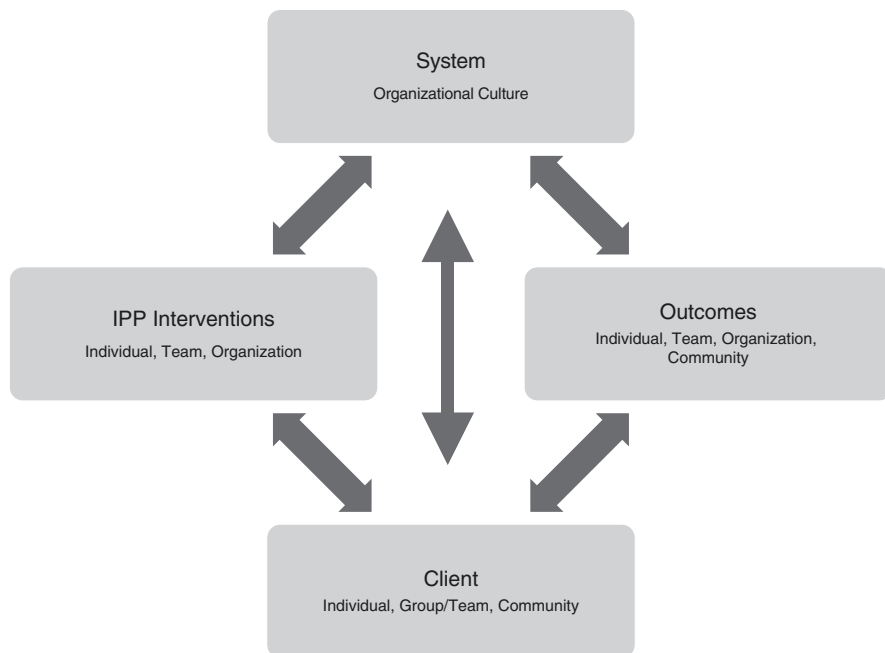 System
Organizational Culture
IPP Interventions
Individual, Team, Organization
Outcomes
Individual, Team, Organization,
Community
Client
Individual, Group/Team, Community